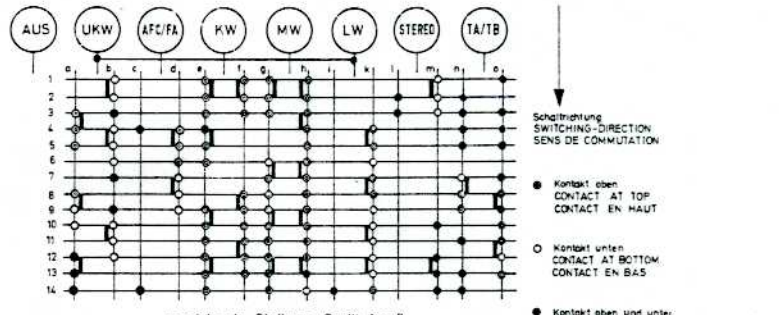 AUS UKW AFC/FA KW MW LW STEREO TA/TB
a b c d e f g h i k l m n o
1
2
3
4
5
6
7
8
9
10
11
12
13
14
Schaltrichtung
SWITCHING-DIRECTION
SENS DE COMMUTATION
Kontakt oben
CONTACT AT TOP
CONTACT EN HAUT
Kontakt unten
CONTACT AT BOTTOM
CONTACT EN BAS
Kontakt oben und unten